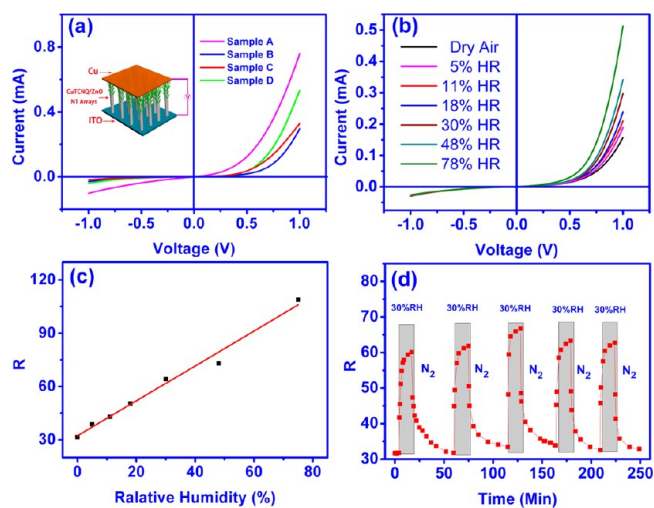 (a)
Sample A
Sample B
Sample C
Sample D
Cu
CuTCNQ/ZnO
NT Arrays
ITO
V
0.8
0.4
0.0
-1.0 -0.5 0.0 0.5 1.0
Current (mA)
Voltage (V)
(b)
Dry Air
5% HR
11% HR
18% HR
30% HR
48% HR
78% HR
0.5
0.4
0.3
0.2
0.1
0.0
-1.0 -0.5 0.0 0.5 1.0
Current (mA)
Voltage (V)
(c)
120
90
60
30
0 20 40 60 80
R
Ralative Humidity (%)
(d)
30%RH 30%RH 30%RH 30%RH 30%RH
N2 N2 N2 N2 N2
80
70
60
50
40
30
0 50 100 150 200 250
R
Time (Min)